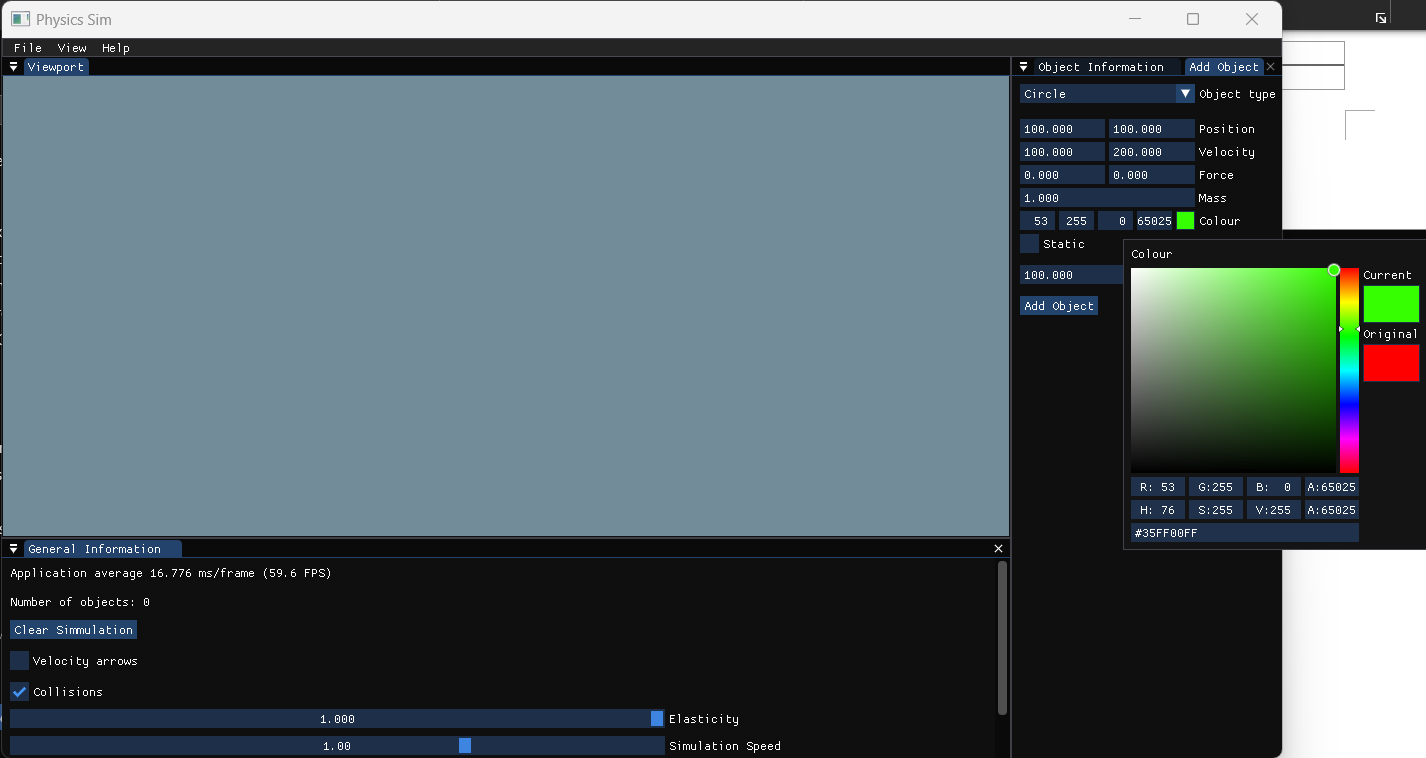 Physics Sim
File View Help
Viewport
Object Information Add Object
Circle Object type
100.000 100.000 Position
100.000 200.000 Velocity
0.000 0.000 Force
1.000 Mass
53 255 0 65025 Colour
Static
100.000
Add Object
Colour
Current
Original
R: 53 G:255 B: 0 A:65025
H: 76 S:255 V:255 A:65025
#35FF00FF
General Information
Application average 16.776 ms/frame (59.6 FPS)
Number of objects: 0
Clear Simmulation
Velocity arrows
Collisions
1.000 Elasticity
1.00 Simulation Speed